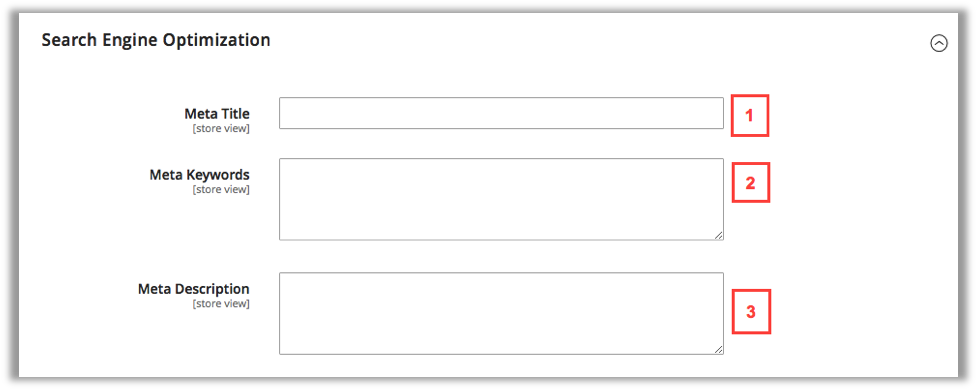 Search Engine Optimization
Meta Title
[store view]
1
Meta Keywords
[store view]
2
Meta Description
[store view]
3